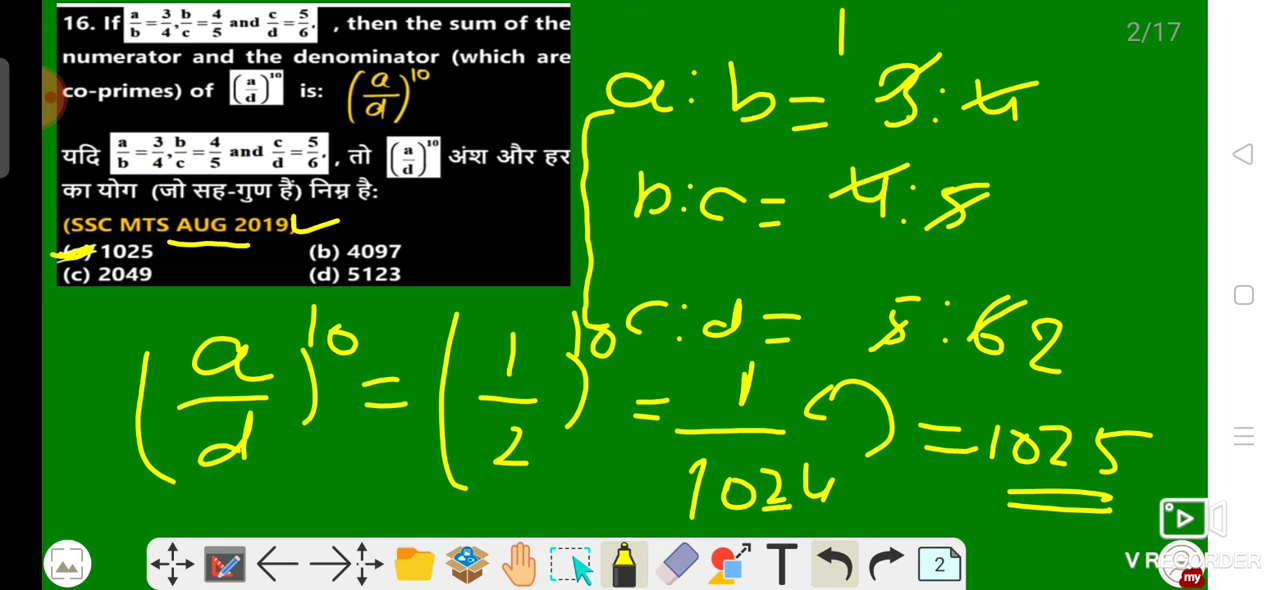 2/17
16. If a/b = 3/4, b/c = 4/5 and c/d = 5/6, , then the sum of the
numerator and the denominator (which are
co-primes) of (a/d)^10 is: (a/d)^10
यदि a/b = 3/4, b/c = 4/5 and c/d = 5/6, तो (a/d)^10 अंश और हर
का योग (जो सह-गुण हैं) निम्न है:
(SSC MTS AUG 2019)
(a) 1025 (b) 4097
(c) 2049 (d) 5123
1
a : b = 3 : 4
b : c = 4 : 5
c : d = 5 : 6 2
(a/d)^10 = (1/2)^10 = 1/1024 = 1025
T
2
V RECORDER
my